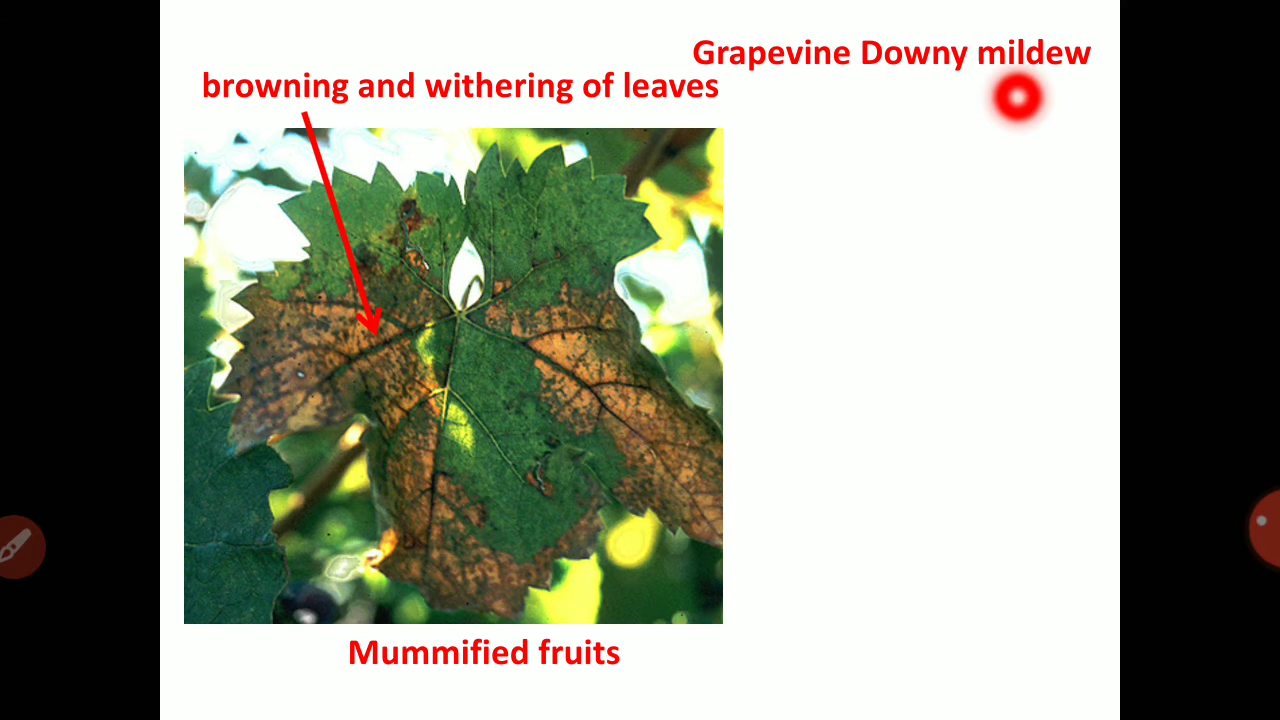 Grapevine Downy mildew
browning and withering of leaves
Mummified fruits